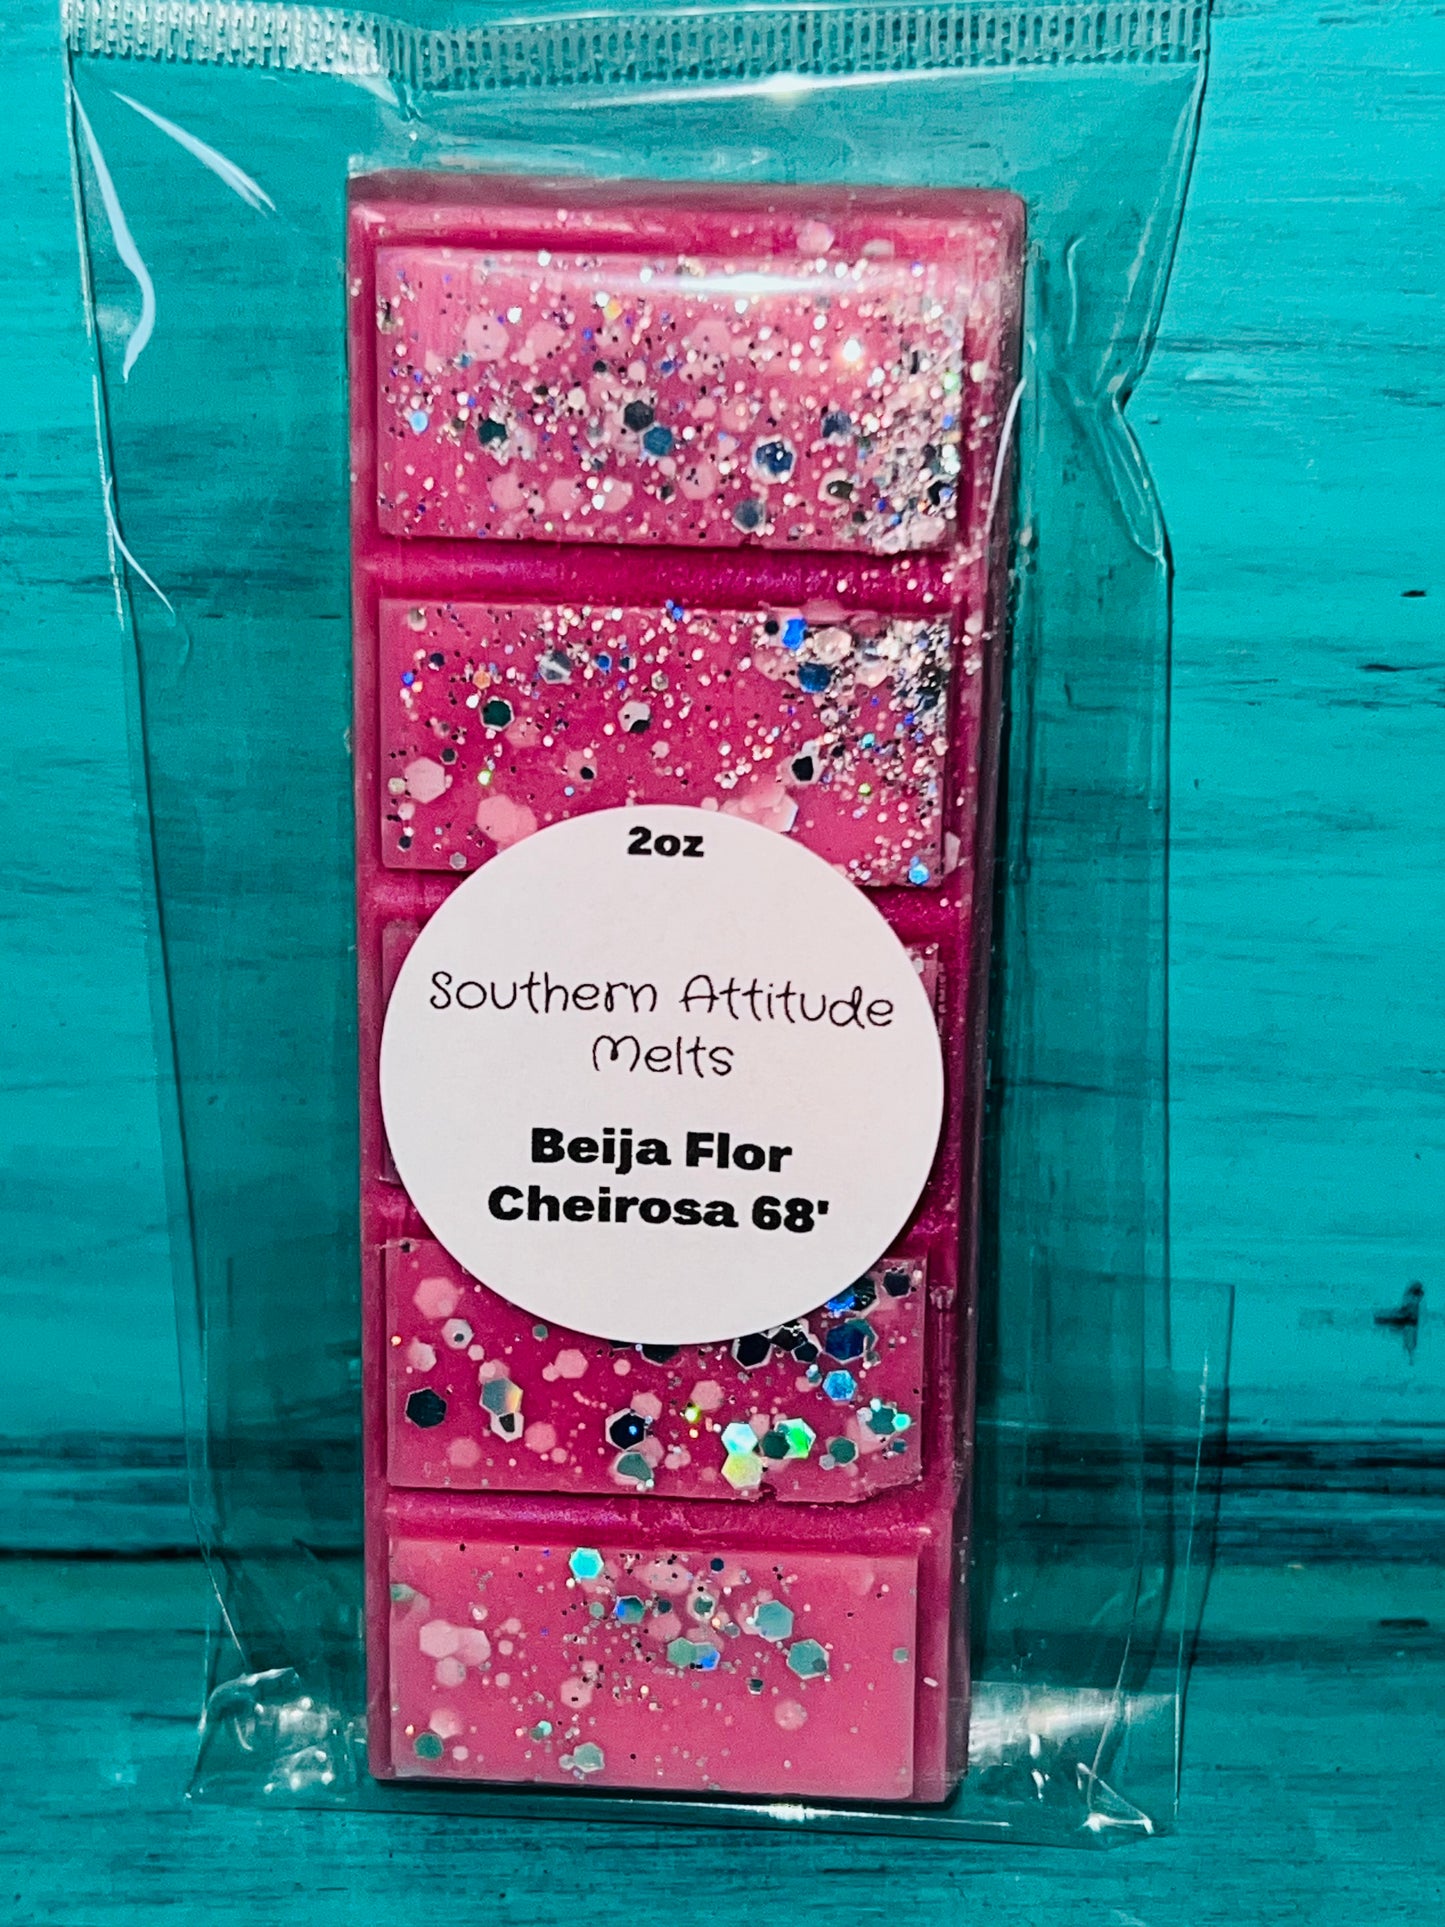 2oz
Southern Attitude
Melts
Beija Flor
Cheirosa 68'